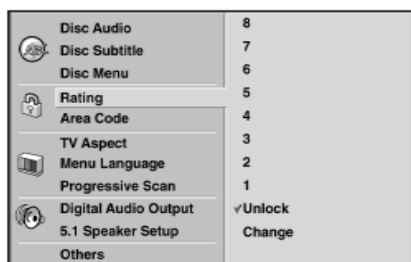 Disc Audio
Disc Subtitle
Disc Menu
Rating
Area Code
TV Aspect
Menu Language
Progressive Scan
Digital Audio Output
5.1 Speaker Setup
Others
8
7
6
5
4
3
2
1
✓Unlock
Change